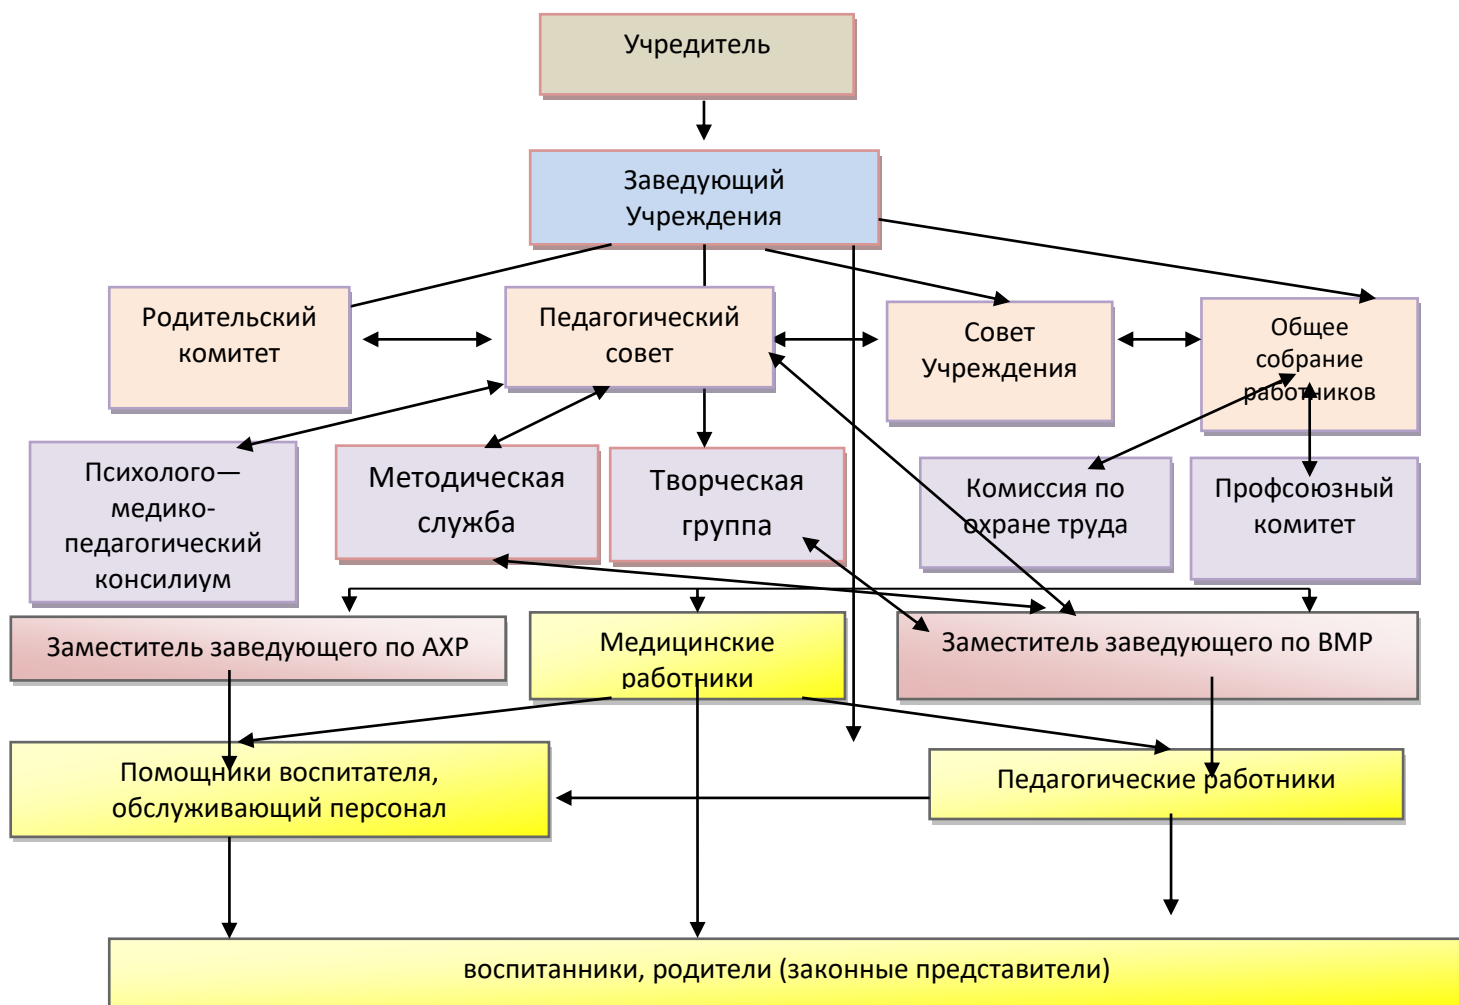 Учредитель
Заведующий
Учреждения
Родительский
комитет
Педагогический
совет
Совет
Учреждения
Общее
собрание
работников
Психолого—
медико-
педагогический
консилиум
Методическая
служба
Творческая
группа
Комиссия по
охране труда
Профсоюзный
комитет
Заместитель заведующего по АХР
Медицинские
работники
Заместитель заведующего по ВМР
Помощники воспитателя,
обслуживающий персонал
Педагогические работники
воспитанники, родители (законные представители)